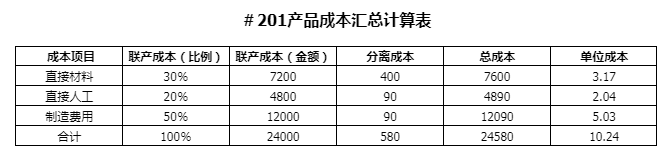 ＃201产品成本汇总计算表
成本项目 联产成本（比例） 联产成本（金额） 分离成本 总成本 单位成本
直接材料 30% 7200 400 7600 3.17
直接人工 20% 4800 90 4890 2.04
制造费用 50% 12000 90 12090 5.03
合计 100% 24000 580 24580 10.24